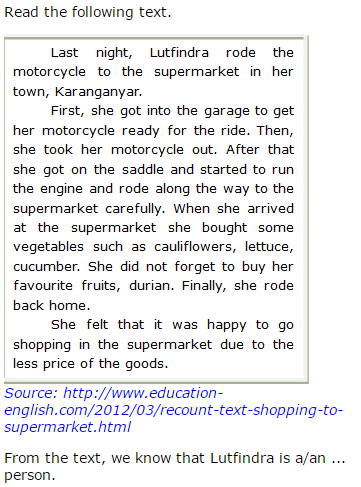 Read the following text.
Last night, Lutfindra rode the
motorcycle to the supermarket in her
town, Karanganyar.
First, she got into the garage to get
her motorcycle ready for the ride. Then,
she took her motorcycle out. After that
she got on the saddle and started to run
the engine and rode along the way to the
supermarket carefully. When she arrived
at the supermarket she bought some
vegetables such as cauliflowers, lettuce,
cucumber. She did not forget to buy her
favourite fruits, durian. Finally, she rode
back home.
She felt that it was happy to go
shopping in the supermarket due to the
less price of the goods.
Source: http://www.education-
english.com/2012/03/recount-text-shopping-to-
supermarket.html
From the text, we know that Lutfindra is a/an ...
person.